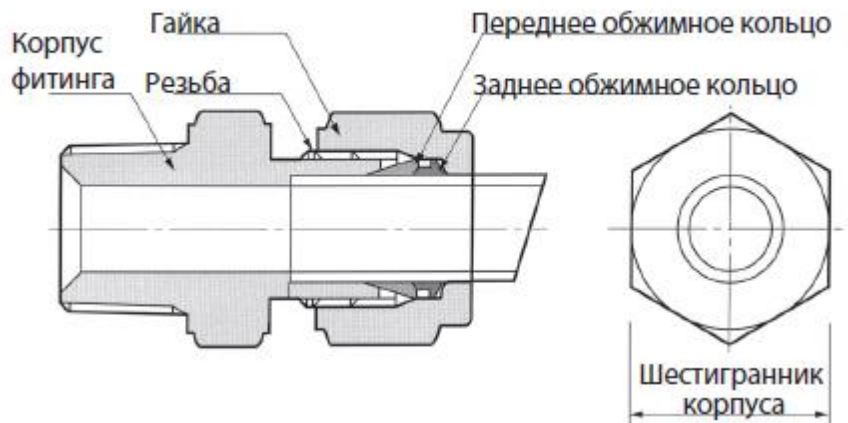 Гайка
Переднее обжимное кольцо
Корпус
фитинга
Резьба
Заднее обжимное кольцо
Шестигранник
корпуса